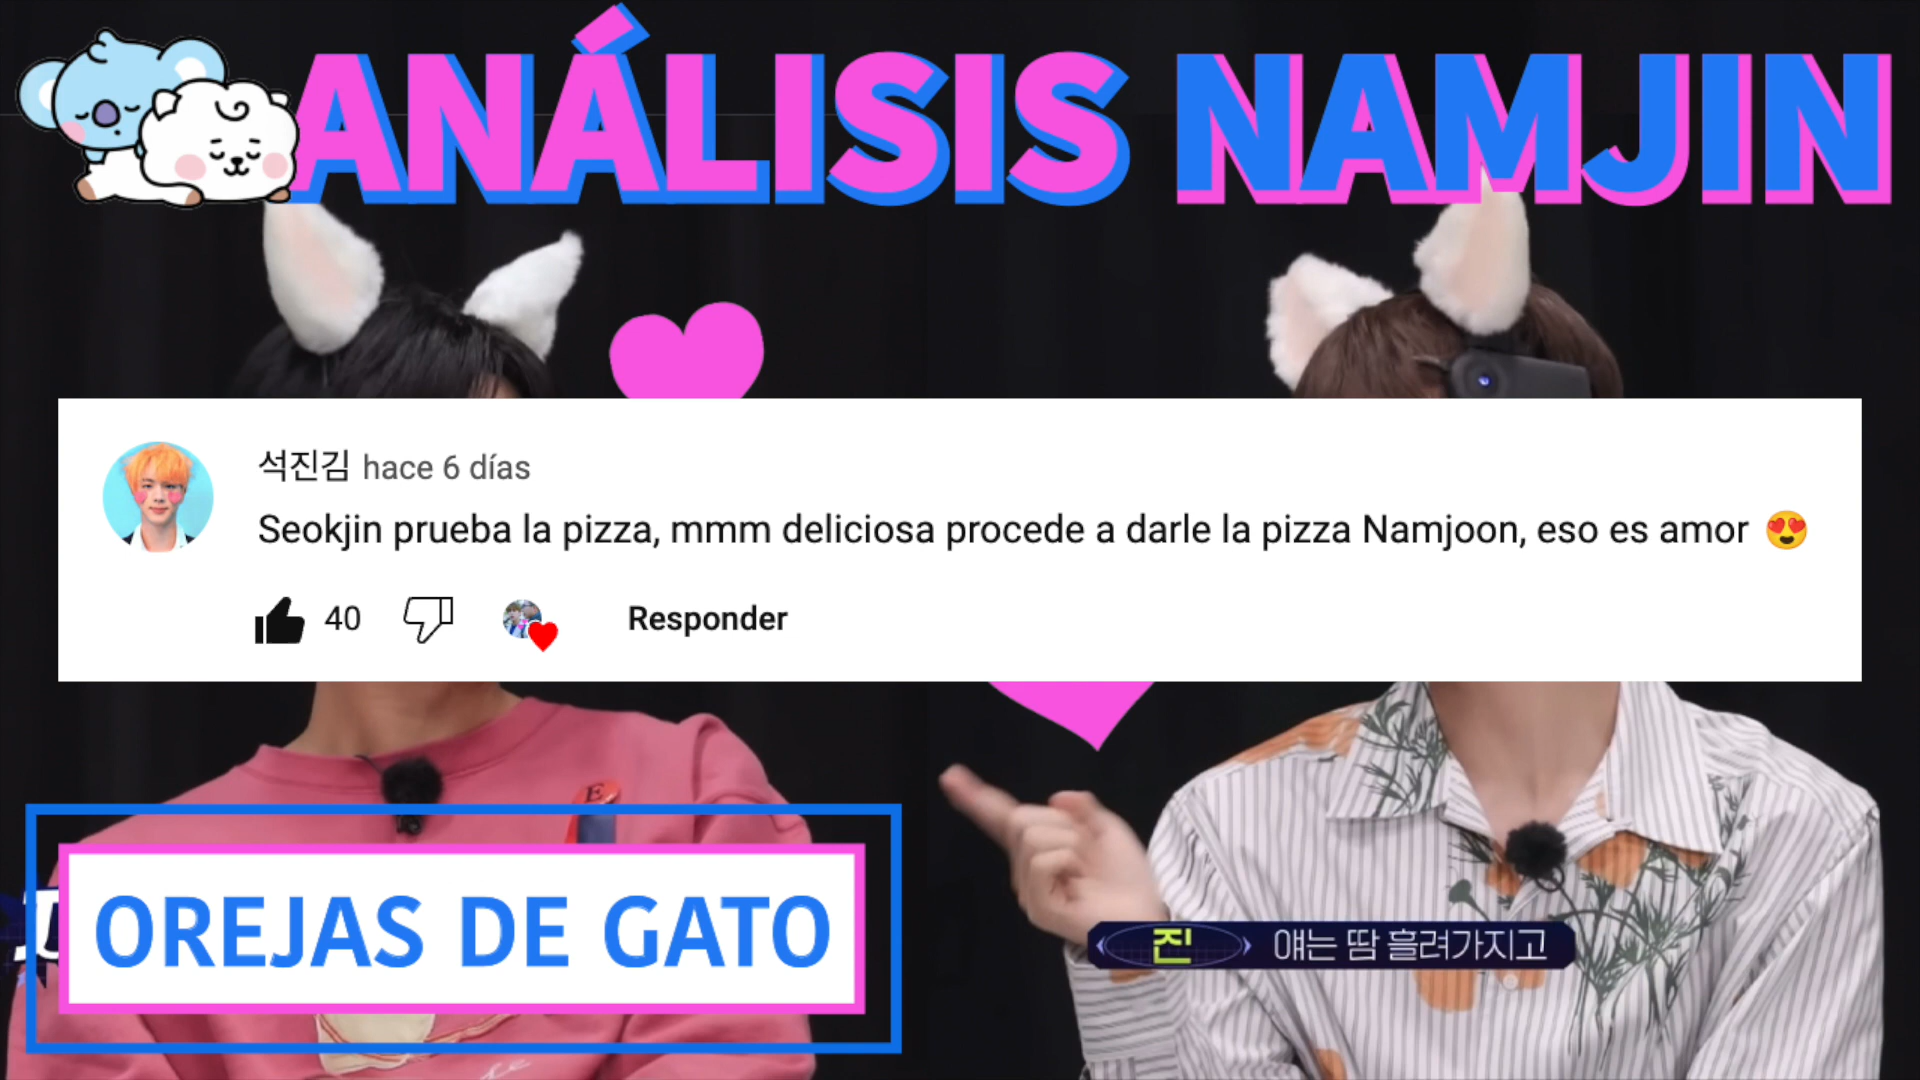 ANÁLISIS NAMJIN
석진김 hace 6 días
Seokjin prueba la pizza, mmm deliciosa procede a darle la pizza Namjoon, eso es amor 😍
40 Responder
E
OREJAS DE GATO
진 얘는 땀 흘려가지고